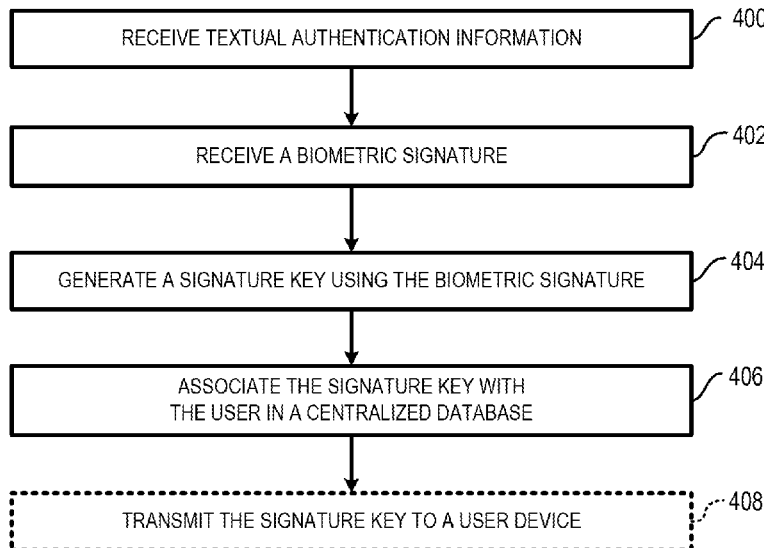 RECEIVE TEXTUAL AUTHENTICATION INFORMATION
400
RECEIVE A BIOMETRIC SIGNATURE
402
GENERATE A SIGNATURE KEY USING THE BIOMETRIC SIGNATURE
404
ASSOCIATE THE SIGNATURE KEY WITH
THE USER IN A CENTRALIZED DATABASE
406
TRANSMIT THE SIGNATURE KEY TO A USER DEVICE
408